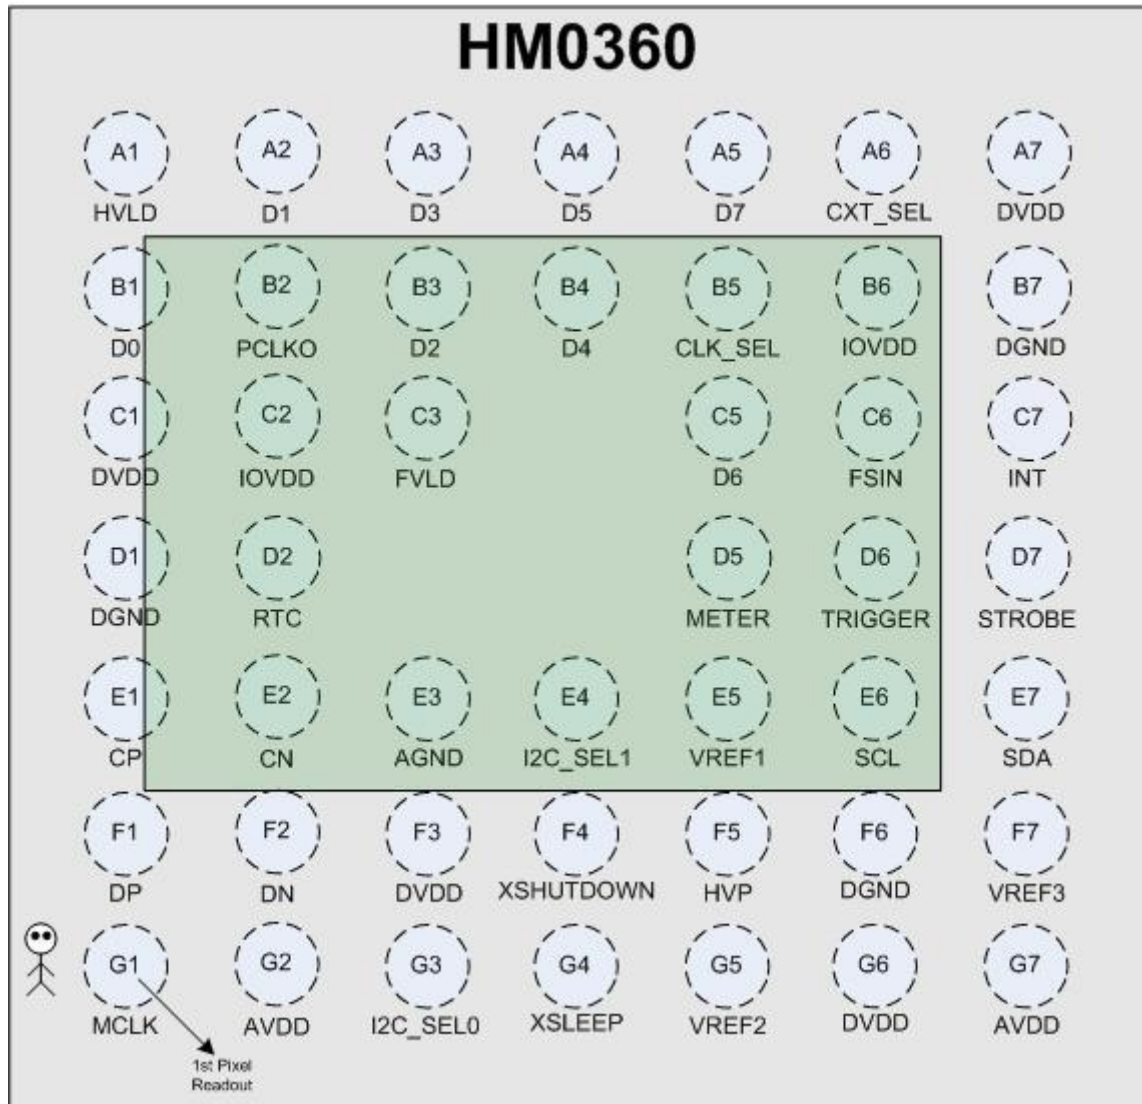 HM0360
A1 A2 A3 A4 A5 A6 A7
HVLD D1 D3 D5 D7 CXT_SEL DVDD
B1 B2 B3 B4 B5 B6 B7
D0 PCLKO D2 D4 CLK_SEL IOVDD DGND
C1 C2 C3 C5 C6 C7
DVDD IOVDD FVLD D6 FSIN INT
D1 D2 D5 D6 D7
DGND RTC METER TRIGGER STROBE
E1 E2 E3 E4 E5 E6 E7
CP CN AGND I2C_SEL1 VREF1 SCL SDA
F1 F2 F3 F4 F5 F6 F7
DP DN DVDD XSHUTDOWN HVP DGND VREF3
G1 G2 G3 G4 G5 G6 G7
MCLK AVDD I2C_SEL0 XSLEEP VREF2 DVDD AVDD
1st Pixel
Readout